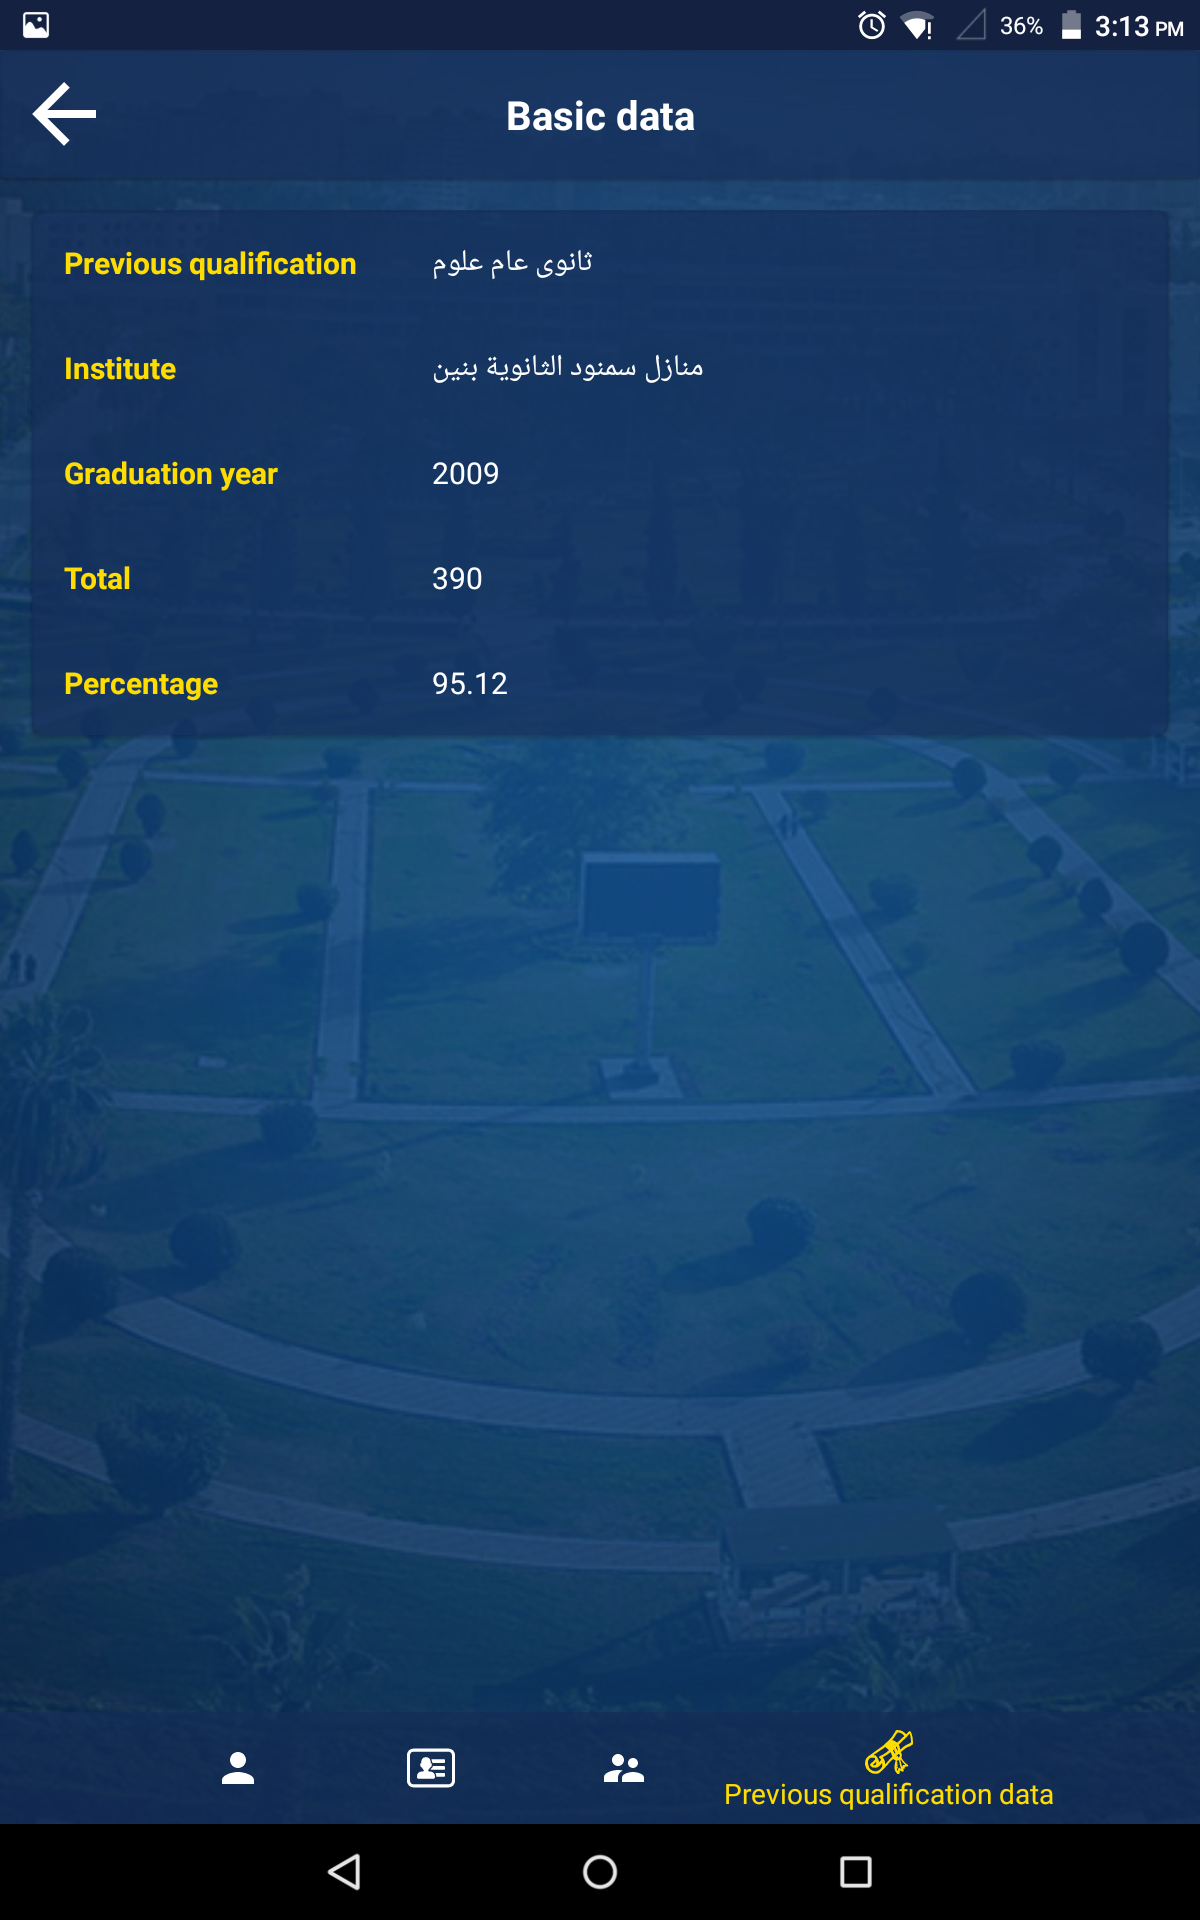 36% 3:13 PM
Basic data
Previous qualification ثانوى عام علوم
Institute منازل سمنود الثانوية بنين
Graduation year 2009
Total 390
Percentage 95.12
Previous qualification data